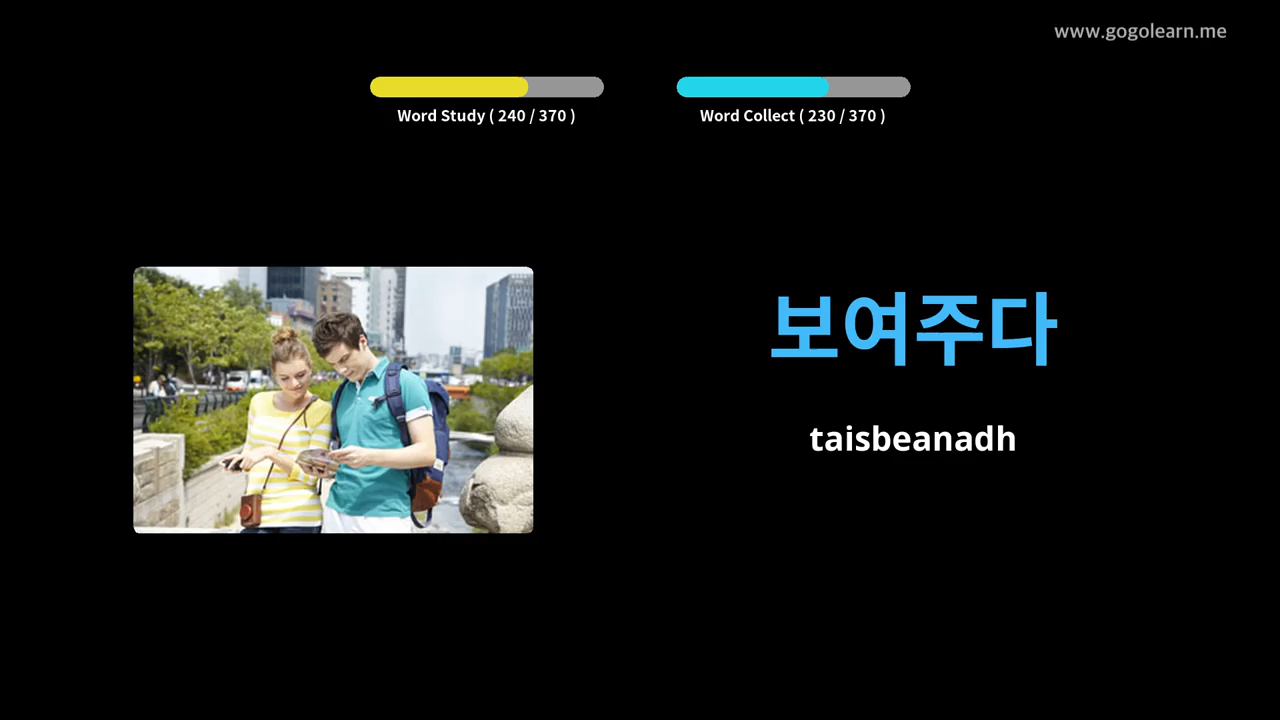 www.gogolearn.me
Word Study ( 240 / 370 )
Word Collect ( 230 / 370 )
보여주다
taisbeanadh